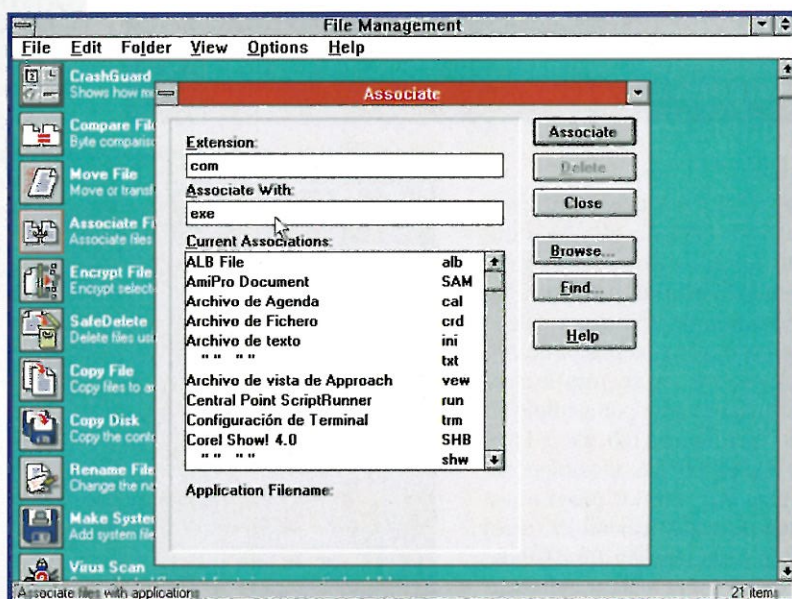 File Management
File Edit Folder View Options Help
CrashGuard
Shows how
Compare File
Byte comparis
Move File
Move or transf
Associate Fi
Associate files
Encrypt File
Encrypt select
SafeDelete
Delete files usi
Copy File
Copy files to a
Copy Disk
Copy the cont
Rename File
Change the na
Make System
Add system file
Virus Scan
Associate
Extension:
com
Associate With:
exe
Current Associations:
ALB File alb
AmiPro Document SAM
Archivo de Agenda cal
Archivo de Fichero crd
Archivo de texto ini
" " " " txt
Archivo de vista de Approach vew
Central Point ScriptRunner run
Configuración de Terminal trm
Corel Show! 4.0 SHB
" " " " shw
Application Filename:
Associate
Delete
Close
Browse...
Find...
Help
Associate files with applications 21 items